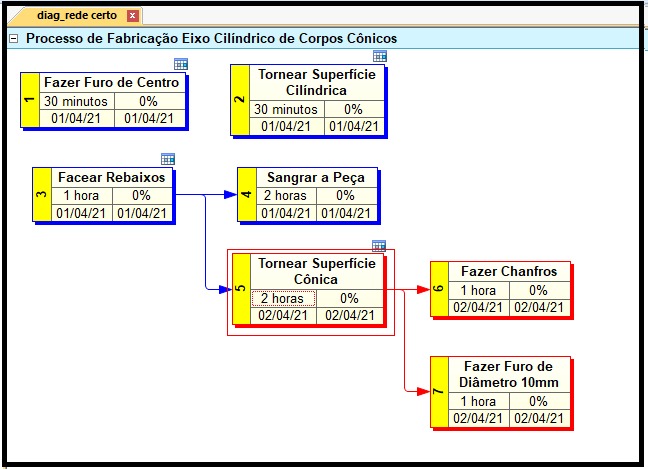 diag_rede certo
Processo de Fabricação Eixo Cilíndrico de Corpos Cônicos
1
Fazer Furo de Centro
30 minutos 0%
01/04/21 01/04/21
2
Tornear Superfície
Cilíndrica
30 minutos 0%
01/04/21 01/04/21
3
Facear Rebaixos
1 hora 0%
01/04/21 01/04/21
4
Sangrar a Peça
2 horas 0%
01/04/21 01/04/21
5
Tornear Superfície
Cônica
2 horas 0%
02/04/21 02/04/21
6
Fazer Chanfros
1 hora 0%
02/04/21 02/04/21
7
Fazer Furo de
Diâmetro 10mm
1 hora 0%
02/04/21 02/04/21